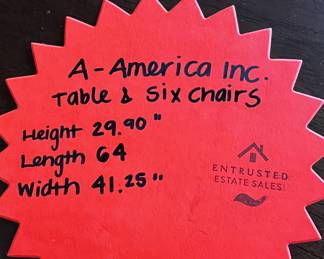 A-America Inc.
Table & Six Chairs
Height 29.90"
Length 64
Width 41.25"
ENTRUSTED
ESTATE SALES